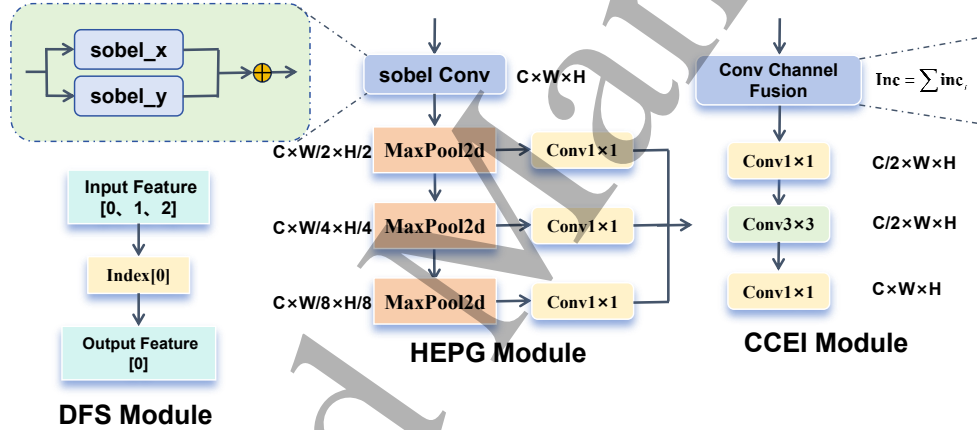 sobel_x
sobel_y
Input Feature
[0、1、2]
Index[0]
Output Feature
[0]
DFS Module
sobel Conv
C×W×H
C×W/2×H/2
MaxPool2d
Conv1×1
C×W/4×H/4
MaxPool2d
Conv1×1
C×W/8×H/8
MaxPool2d
Conv1×1
HEPG Module
Conv Channel
Fusion
Inc = ∑ inc_i
Conv1×1
C/2×W×H
Conv3×3
C/2×W×H
Conv1×1
C×W×H
CCEI Module
d Man